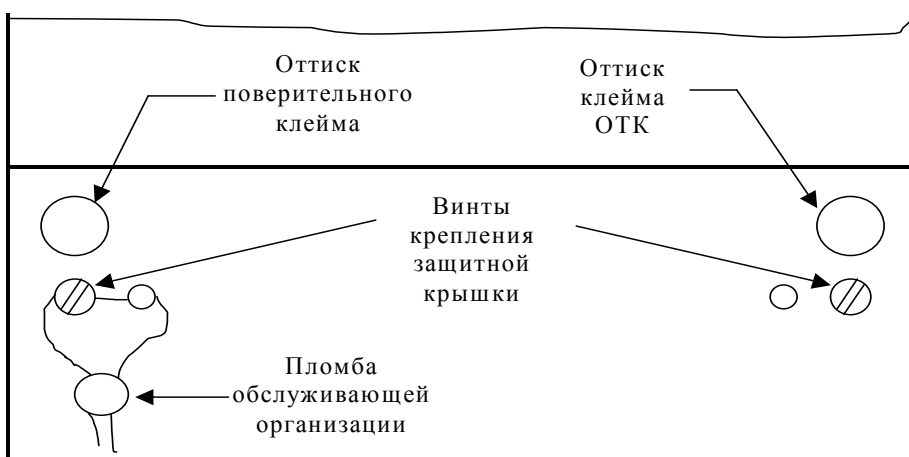 Оттиск
поверительного
клейма
Оттиск
клейма
ОТК
Винты
крепления
защитной
крышки
Пломба
обслуживающей
организации